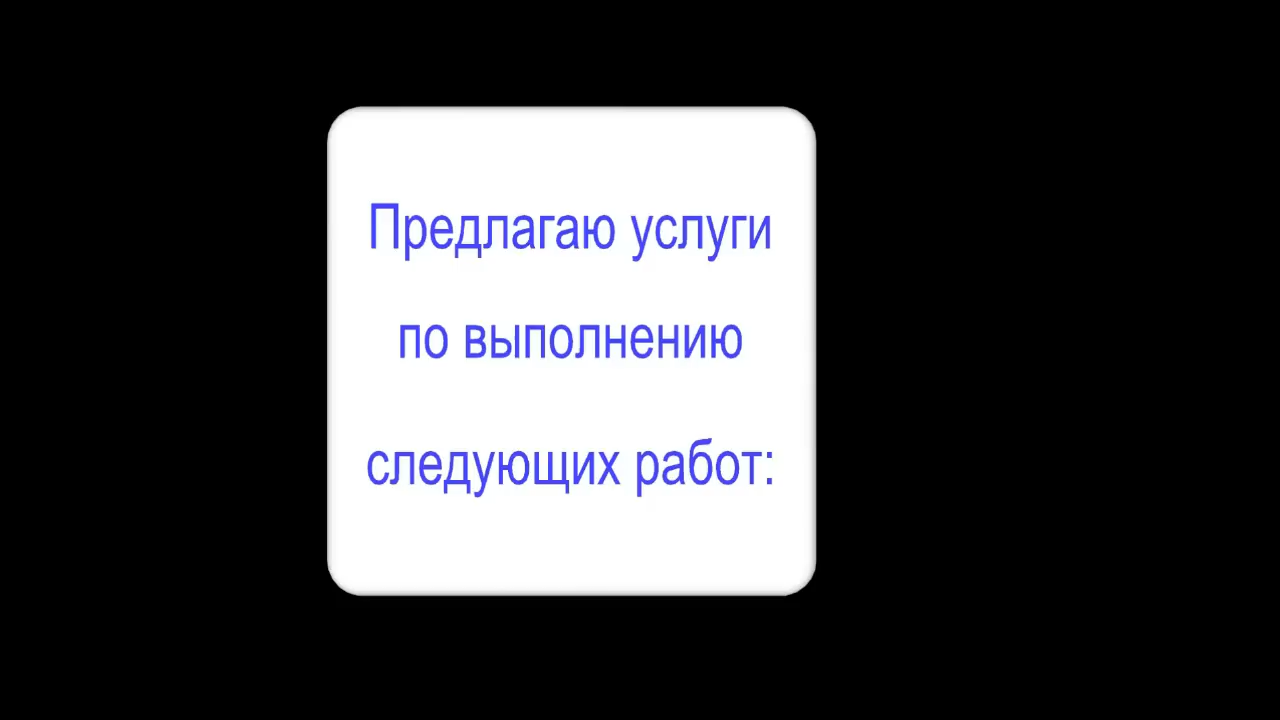 Предлагаю услуги
по выполнению
следующих работ: